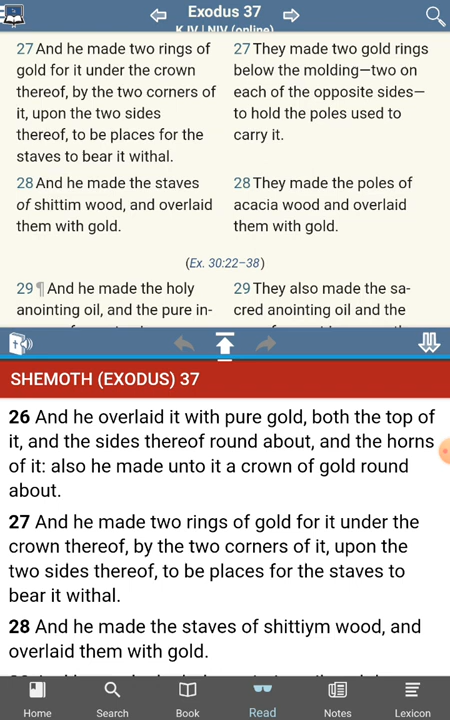 Exodus 37
KJV | NIV (online)
27 And he made two rings of
gold for it under the crown
thereof, by the two corners of
it, upon the two sides
thereof, to be places for the
staves to bear it withal.
27 They made two gold rings
below the molding—two on
each of the opposite sides—
to hold the poles used to
carry it.
28 And he made the staves
of shittim wood, and overlaid
them with gold.
28 They made the poles of
acacia wood and overlaid
them with gold.
(Ex. 30:22–38)
29 ¶ And he made the holy
anointing oil, and the pure in-
29 They also made the sa-
cred anointing oil and the
SHEMOTH (EXODUS) 37
26 And he overlaid it with pure gold, both the top of
it, and the sides thereof round about, and the horns
of it: also he made unto it a crown of gold round
about.
27 And he made two rings of gold for it under the
crown thereof, by the two corners of it, upon the
two sides thereof, to be places for the staves to
bear it withal.
28 And he made the staves of shittiym wood, and
overlaid them with gold.
Home
Search
Book
Read
Notes
Lexicon